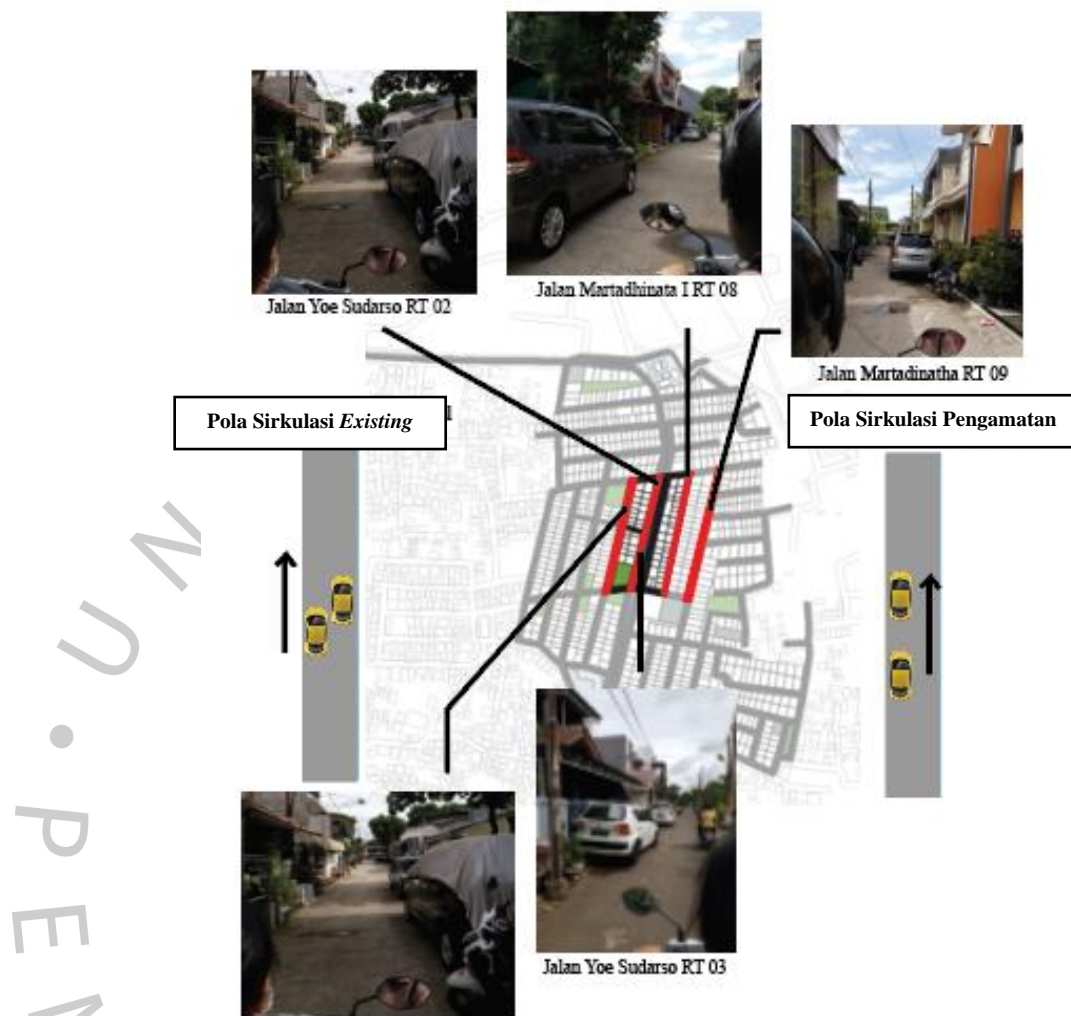 Jalan Yoe Sudarso RT 02
Jalan Martadhinata I RT 08
Jalan Martadinatha RT 09
Pola Sirkulasi Existing
Pola Sirkulasi Pengamatan
Jalan Yoe Sudarso RT 03
U • PEM